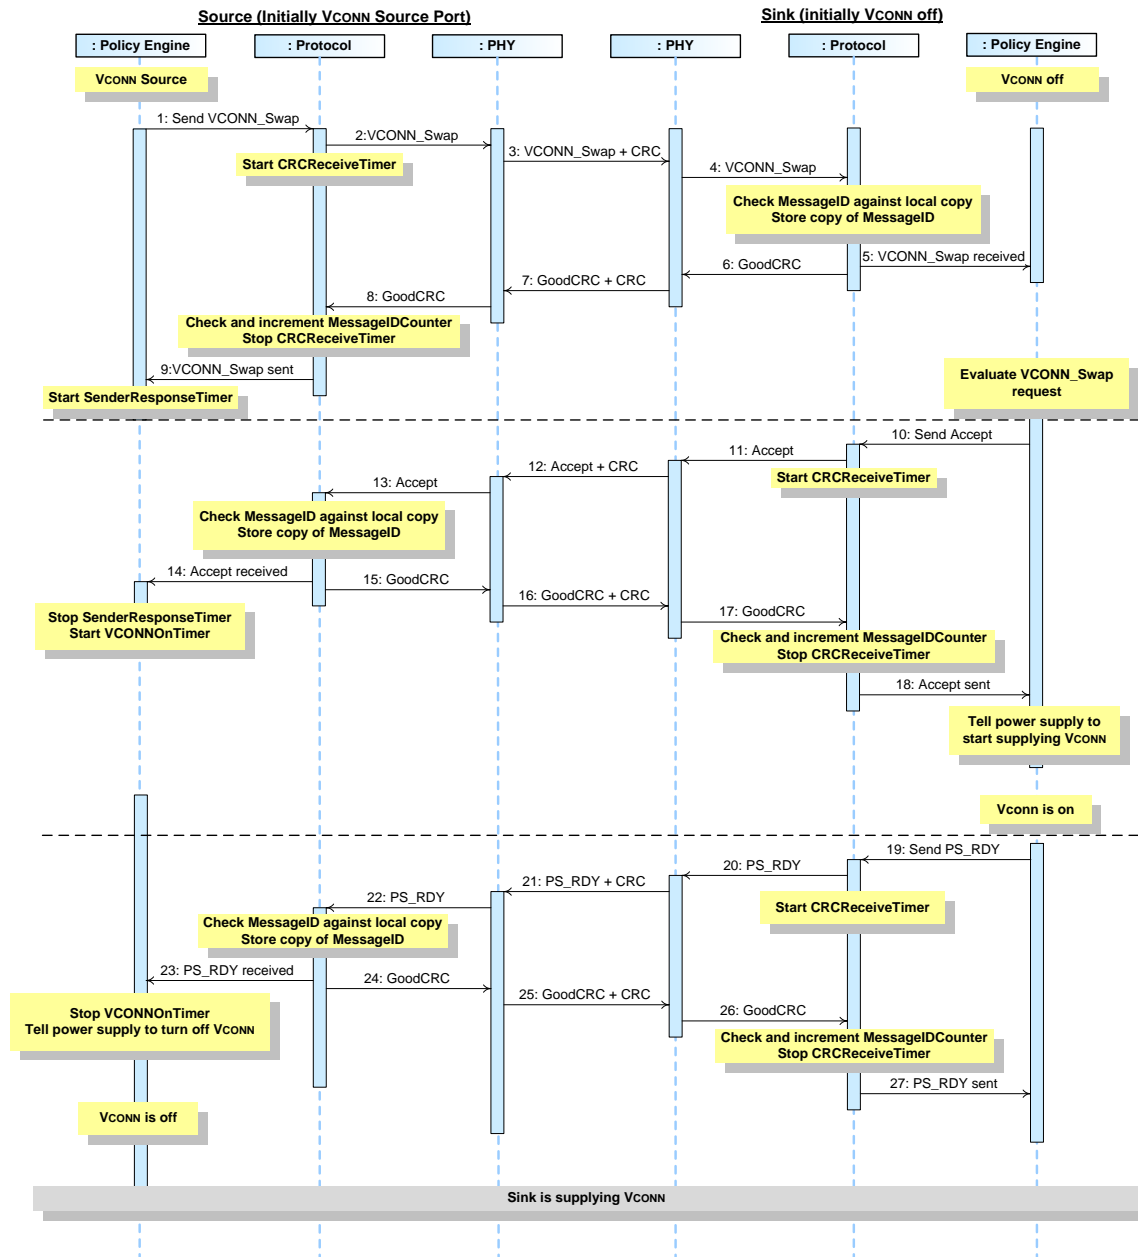 Source (Initially VCONN Source Port)
Sink (initially VCONN off)
: Policy Engine
: Protocol
: PHY
: PHY
: Protocol
: Policy Engine
VCONN Source
VCONN off
1: Send VCONN_Swap
2:VCONN_Swap
Start CRCReceiveTimer
3: VCONN_Swap + CRC
4: VCONN_Swap
Check MessageID against local copy
Store copy of MessageID
5: VCONN_Swap received
6: GoodCRC
7: GoodCRC + CRC
8: GoodCRC
Check and increment MessageIDCounter
Stop CRCReceiveTimer
9:VCONN_Swap sent
Start SenderResponseTimer
Evaluate VCONN_Swap
request
10: Send Accept
11: Accept
Start CRCReceiveTimer
12: Accept + CRC
13: Accept
Check MessageID against local copy
Store copy of MessageID
14: Accept received
15: GoodCRC
Stop SenderResponseTimer
Start VCONNOnTimer
16: GoodCRC + CRC
17: GoodCRC
Check and increment MessageIDCounter
Stop CRCReceiveTimer
18: Accept sent
Tell power supply to
start supplying VCONN
Vconn is on
19: Send PS_RDY
20: PS_RDY
Start CRCReceiveTimer
21: PS_RDY + CRC
22: PS_RDY
Check MessageID against local copy
Store copy of MessageID
23: PS_RDY received
24: GoodCRC
Stop VCONNOnTimer
Tell power supply to turn off VCONN
25: GoodCRC + CRC
26: GoodCRC
Check and increment MessageIDCounter
Stop CRCReceiveTimer
27: PS_RDY sent
VCONN is off
Sink is supplying VCONN